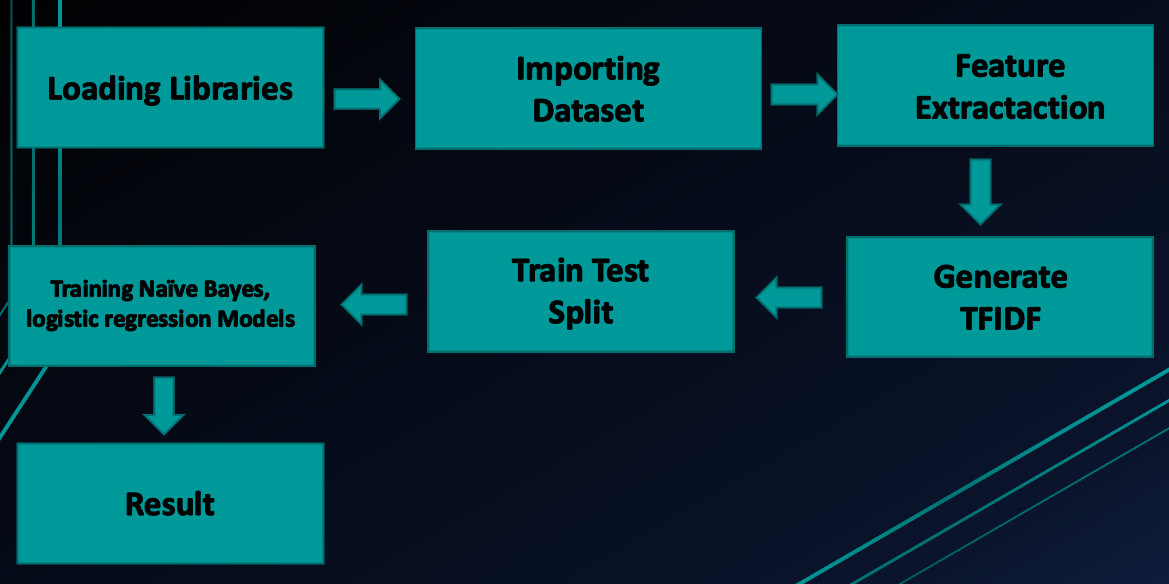 Loading Libraries
Importing
Dataset
Feature
Extractaction
Generate
TFIDF
Train Test
Split
Training Naïve Bayes,
logistic regression Models
Result